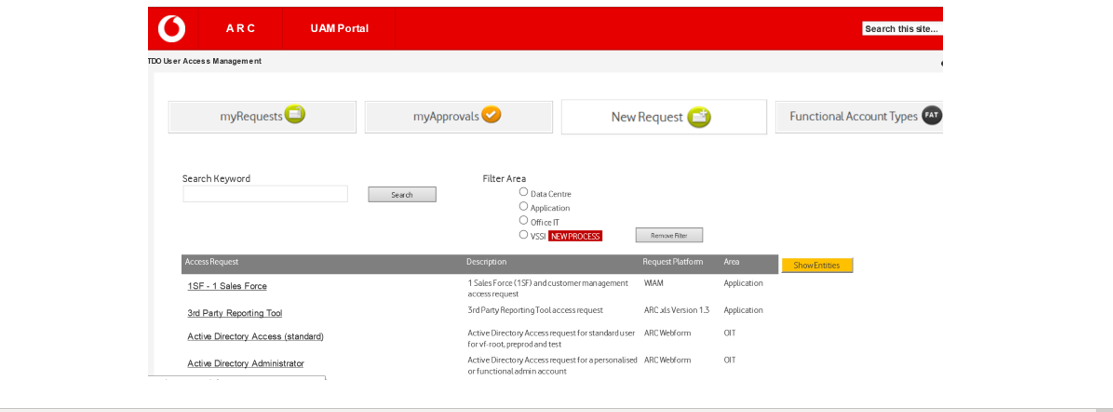 ARC
UAM Portal
Search this site...
TDO User Access Management
myRequests
myApprovals
New Request
Functional Account Types FAT
Search Keyword
Filter Area
Search
Data Centre
Application
Office IT
VSSI NEW PROCESS
Remove Filter
Access Request Description Request Platform Area
Show Entities
1SF - 1 Sales Force
1 Sales Force (1SF) and customer management
access request
WIAM
Application
3rd Party Reporting Tool
3rd Party Reporting Tool access request
ARC .xls Version 1.3
Application
Active Directory Access (standard)
Active Directory Access request for standard user
for vf-root, preprod and test
ARC Webform
OIT
Active Directory Administrator
Active Directory Access request for a personalised
or functional admin account
ARC Webform
OIT